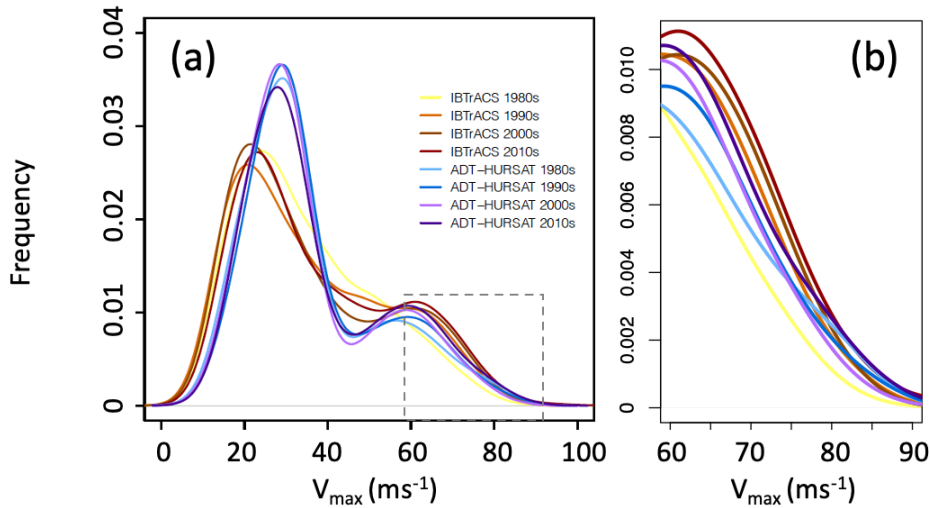 (a)
Frequency
0.04
0.03
0.02
0.01
0
IBTrACS 1980s
IBTrACS 1990s
IBTrACS 2000s
IBTrACS 2010s
ADT–HURSAT 1980s
ADT–HURSAT 1990s
ADT–HURSAT 2000s
ADT–HURSAT 2010s
0 20 40 60 80 100
Vmax (ms-1)
(b)
0.010
0.008
0.006
0.004
0.002
0
60 70 80 90
Vmax (ms-1)